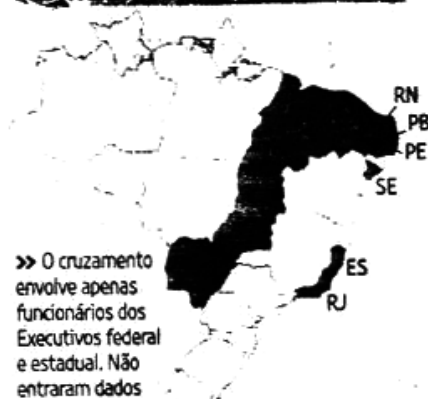 RN
PB
PE
SE
ES
RJ
>> O cruzamento
envolve apenas
funcionários dos
Executivos federal
e estadual. Não
entraram dados